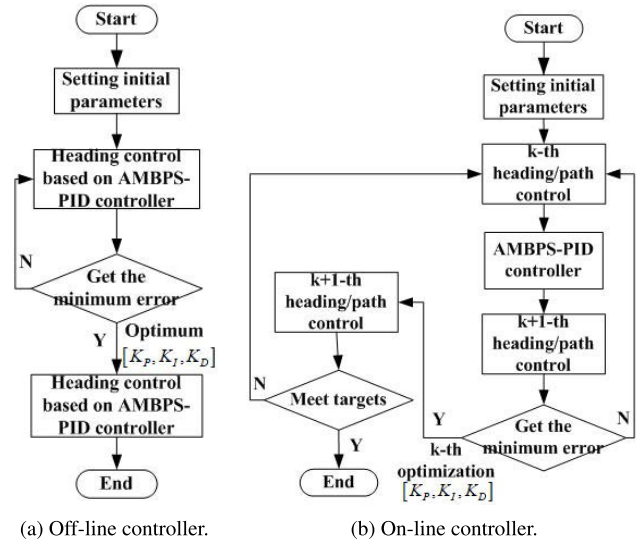 Start
Setting initial
parameters
Heading control
based on AMBPS-
PID controller
N
Get the
minimum error
Y
Optimum
[K_P, K_I, K_D]
Heading control
based on AMBPS-
PID controller
End
(a) Off-line controller.
Start
Setting initial
parameters
k-th
heading/path
control
AMBPS-PID
controller
k+1-th
heading/path
control
Get the
minimum error
N
Y
k-th
optimization
[K_P, K_I, K_D]
k+1-th
heading/path
control
Meet targets
N
Y
End
(b) On-line controller.